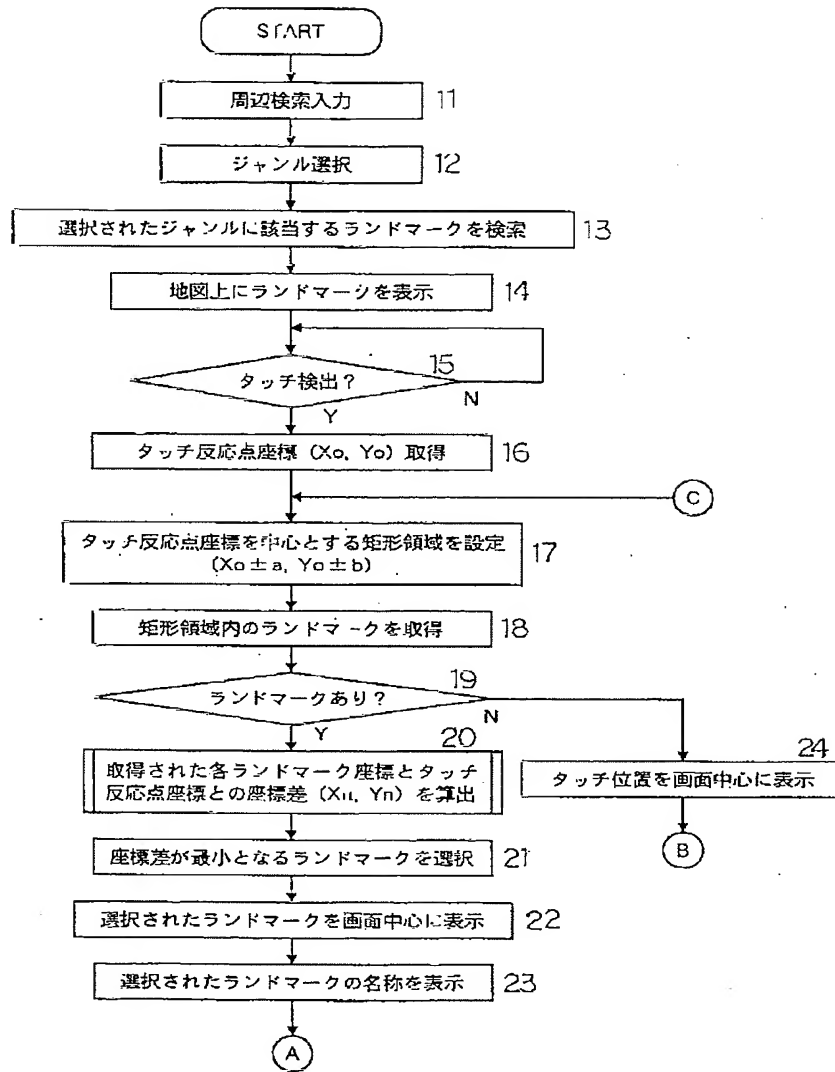 START
周辺検索入力
11
ジャンル選択
12
選択されたジャンルに該当するランドマークを検索
13
地図上にランドマークを表示
14
15
タッチ検出?
N
Y
タッチ反応点座標 (Xo, Yo) 取得
16
C
タッチ反応点座標を中心とする矩形領域を設定
(Xo ± a, Yo ± b)
17
矩形領域内のランドマークを取得
18
19
ランドマークあり?
N
Y
20
取得された各ランドマーク座標とタッチ
反応点座標との座標差 (Xn, Yn) を算出
24
タッチ位置を画面中心に表示
B
座標差が最小となるランドマークを選択
21
選択されたランドマークを画面中心に表示
22
選択されたランドマークの名称を表示
23
A